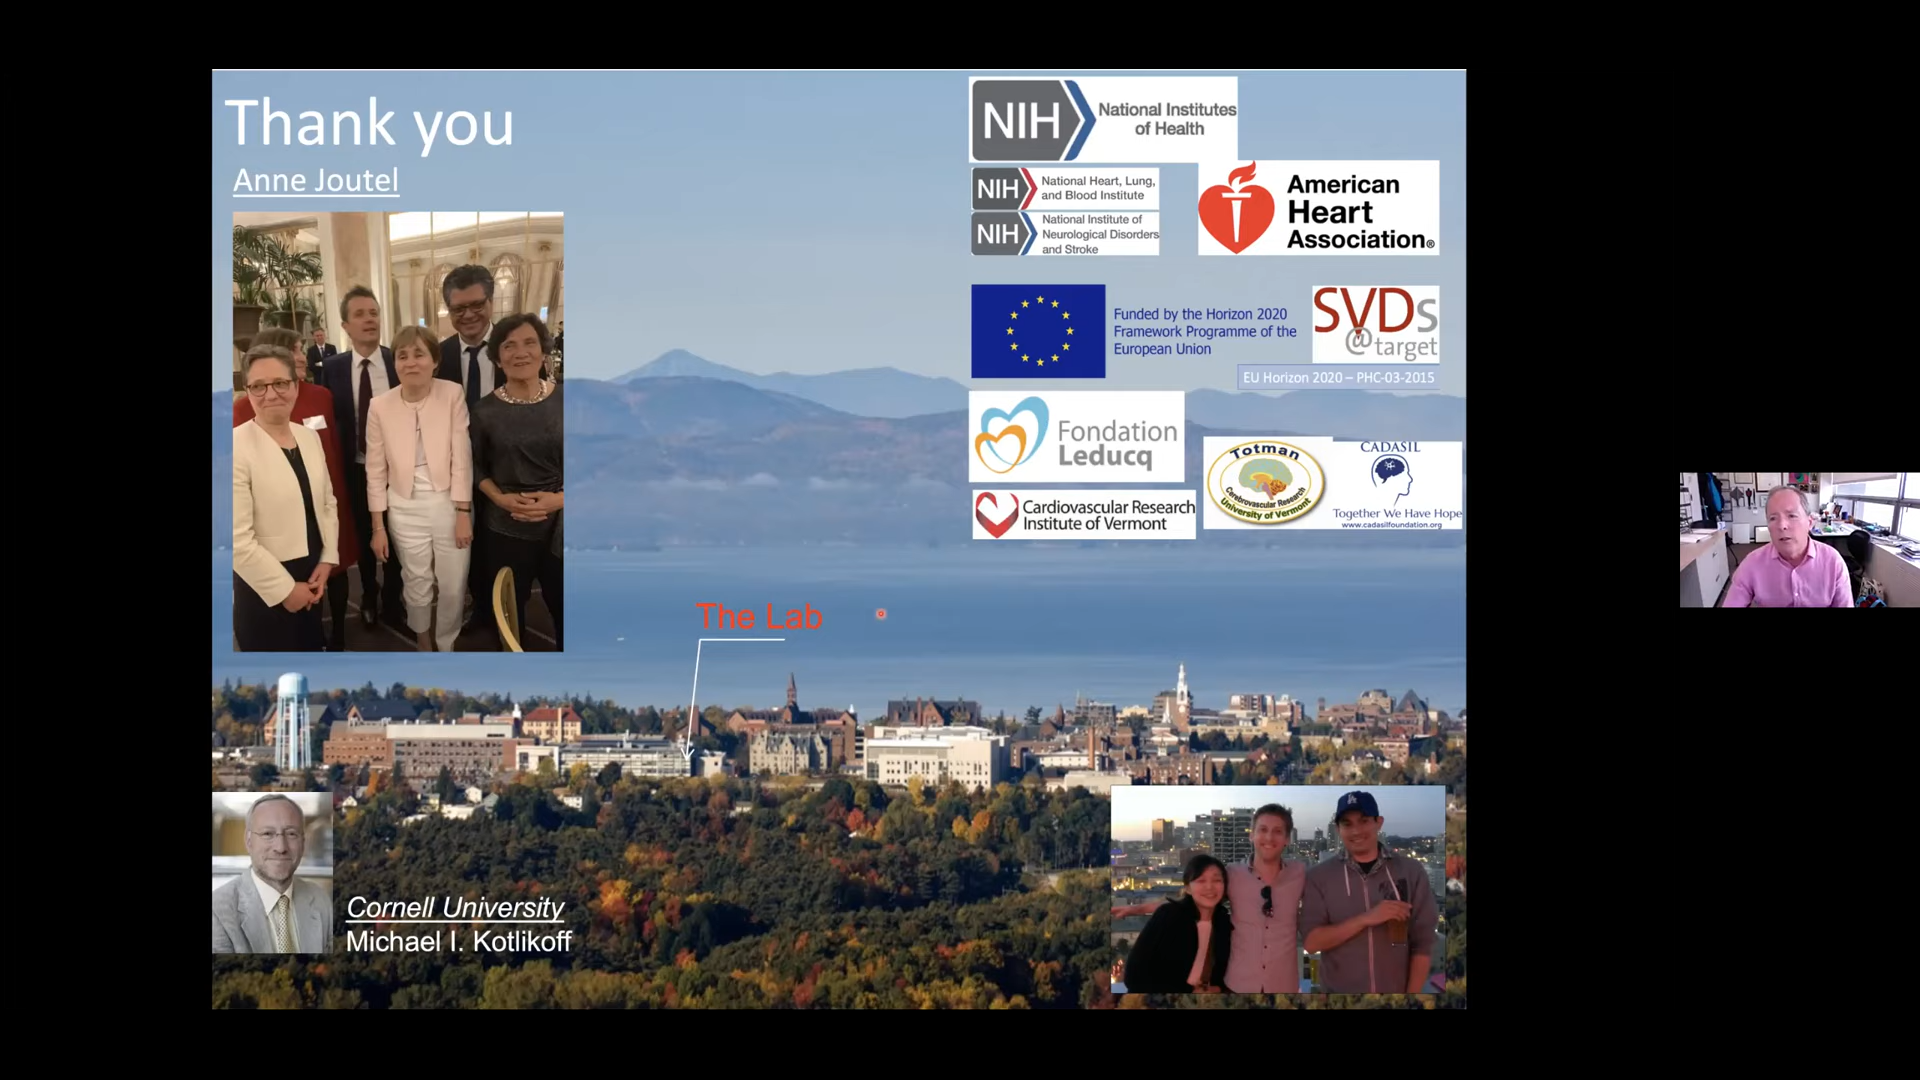 Thank you
Anne Joutel
NIH National Institutes
of Health
NIH National Heart, Lung,
and Blood Institute
NIH National Institute of
Neurological Disorders
and Stroke
American
Heart
Association®
Funded by the Horizon 2020
Framework Programme of the
European Union
SVDs
@target
EU Horizon 2020 – PHC-03-2015
Fondation
Leducq
Cardiovascular Research
Institute of Vermont
Totman
Cerebrovascular Research
University of Vermont
CADASIL
Together We Have Hope
www.cadasilfoundation.org
The Lab
Cornell University
Michael I. Kotlikoff
LA